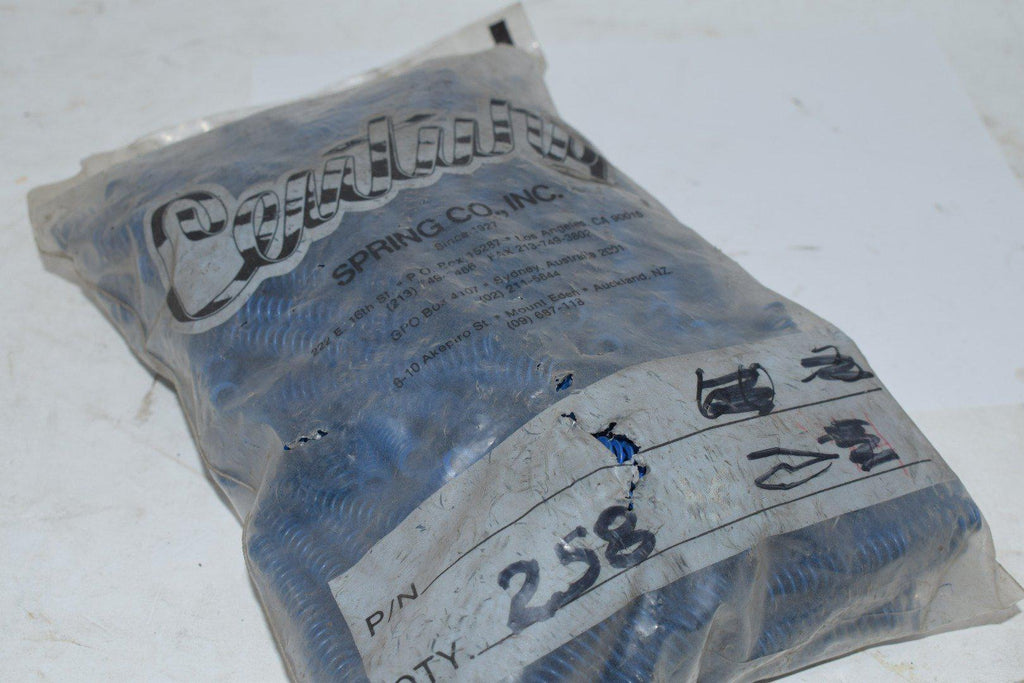 Century
SPRING CO., INC.
Since 1927
222 E. 16th St. • P.O. Box 15287 • Los Angeles, CA 90015
(213) 749- FAX 213-749-3802
GPO Box 4107 • Sydney Australia 2001
(02) 211-5844
8-10 Akepiro St. • Mount Eden • Auckland, NZ.
(09) 687-118
P/N
QTY. 258